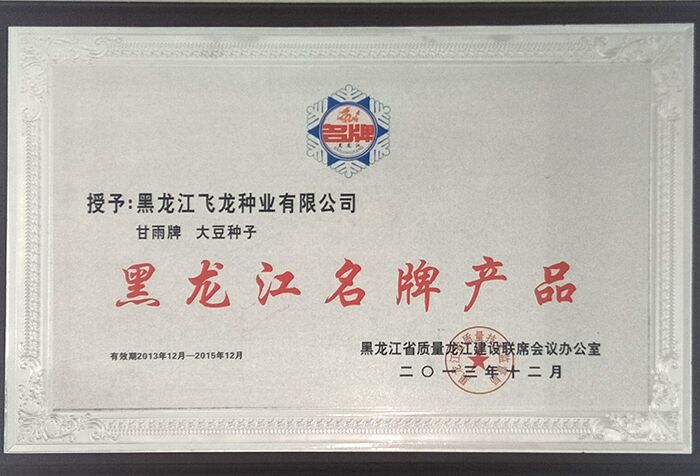 名牌
黑龙江
授予:黑龙江飞龙种业有限公司
甘雨牌 大豆种子
黑龙江名牌产品
有效期2013年12月—2015年12月
黑龙江省质量龙江建设联席会议办公室
二〇一三年十二月